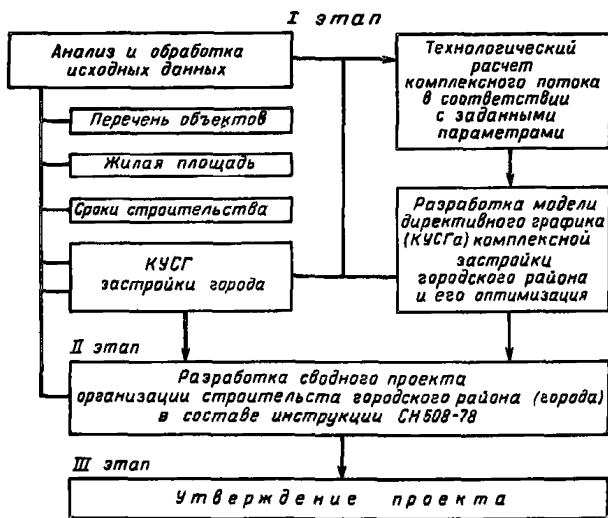 I этап
Анализ и обработка
исходных данных
Перечень объектов
Жилая площадь
Сроки строительства
КУСГ
застройки города
Технологический
расчет
комплексного потока
в соответствии
с заданными
параметрами
Разработка модели
директивного графика
(КУСГа) комплексной
застройки
городского района
и его оптимизация
II этап
Разработка сводного проекта
организации строительства городского района (города)
в составе инструкции СН 508-78
III этап
Утверждение проекта